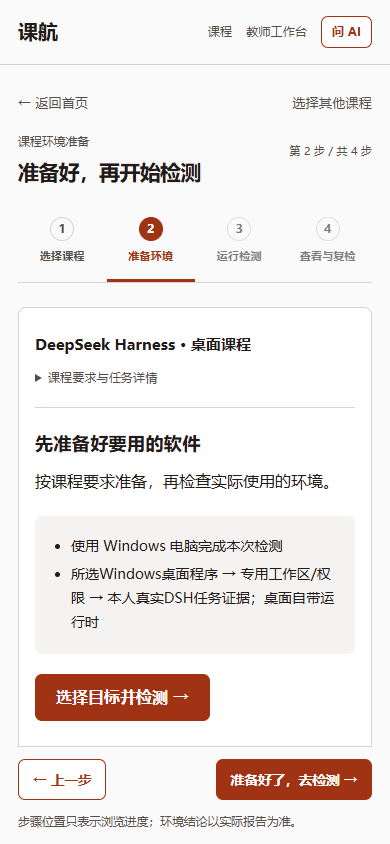 课航
课程 教师工作台 问 AI
← 返回首页 选择其他课程
课程环境准备
准备好，再开始检测
第 2 步 / 共 4 步
1 2 3 4
选择课程 准备环境 运行检测 查看与复检
DeepSeek Harness · 桌面课程
▶ 课程要求与任务详情
先准备好要用的软件
按课程要求准备，再检查实际使用的环境。
• 使用 Windows 电脑完成本次检测
• 所选Windows桌面程序 → 专用工作区/权
限 → 本人真实DSH任务证据；桌面自带运
行时
选择目标并检测 →
← 上一步 准备好了，去检测 →
步骤位置只表示浏览进度；环境结论以实际报告为准。